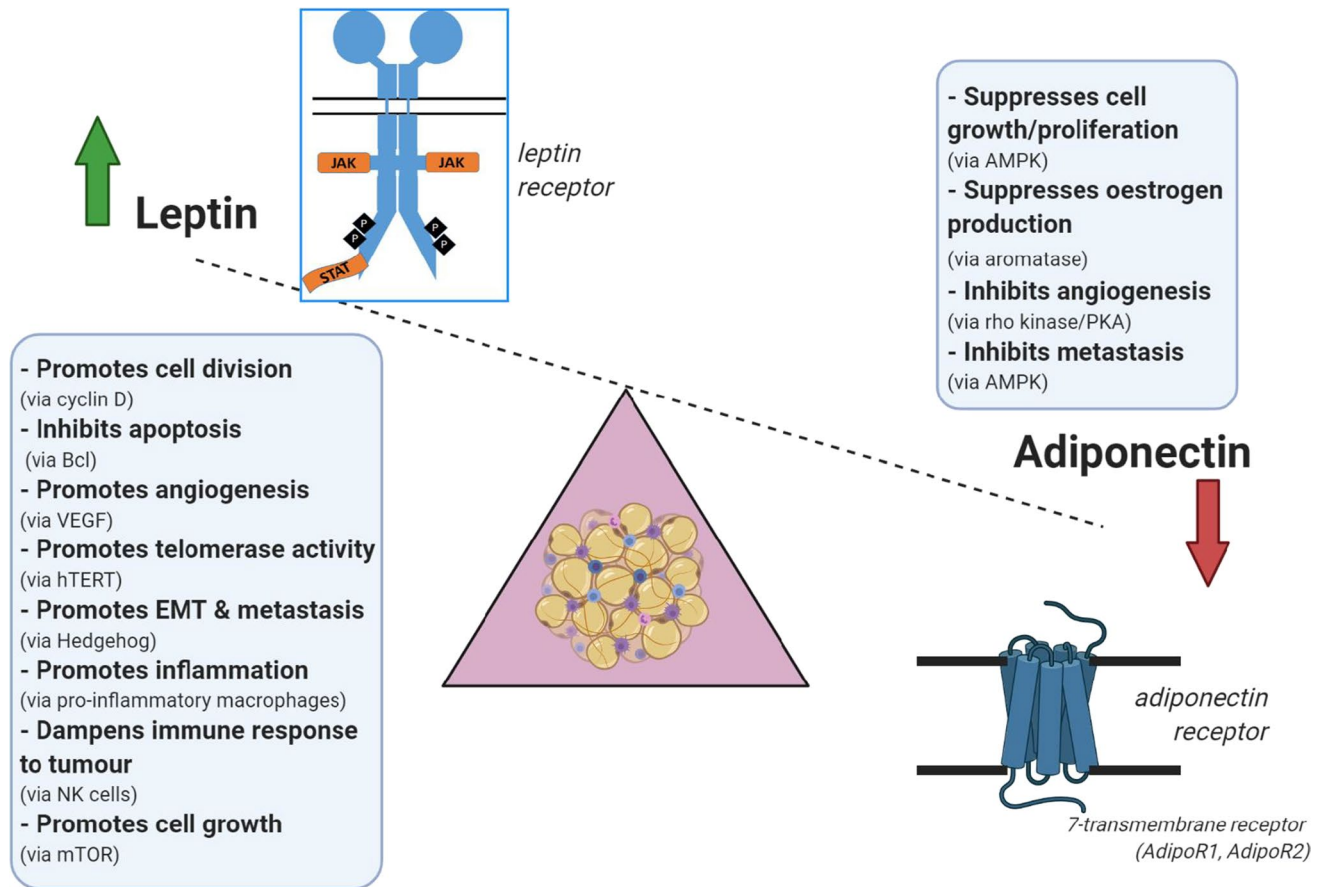 Leptin
JAK
JAK
P
P
P
P
STAT
leptin
receptor
- Promotes cell division
(via cyclin D)
- Inhibits apoptosis
(via Bcl)
- Promotes angiogenesis
(via VEGF)
- Promotes telomerase activity
(via hTERT)
- Promotes EMT & metastasis
(via Hedgehog)
- Promotes inflammation
(via pro-inflammatory macrophages)
- Dampens immune response
to tumour
(via NK cells)
- Promotes cell growth
(via mTOR)
- Suppresses cell
growth/proliferation
(via AMPK)
- Suppresses oestrogen
production
(via aromatase)
- Inhibits angiogenesis
(via rho kinase/PKA)
- Inhibits metastasis
(via AMPK)
Adiponectin
adiponectin
receptor
7-transmembrane receptor
(AdipoR1, AdipoR2)